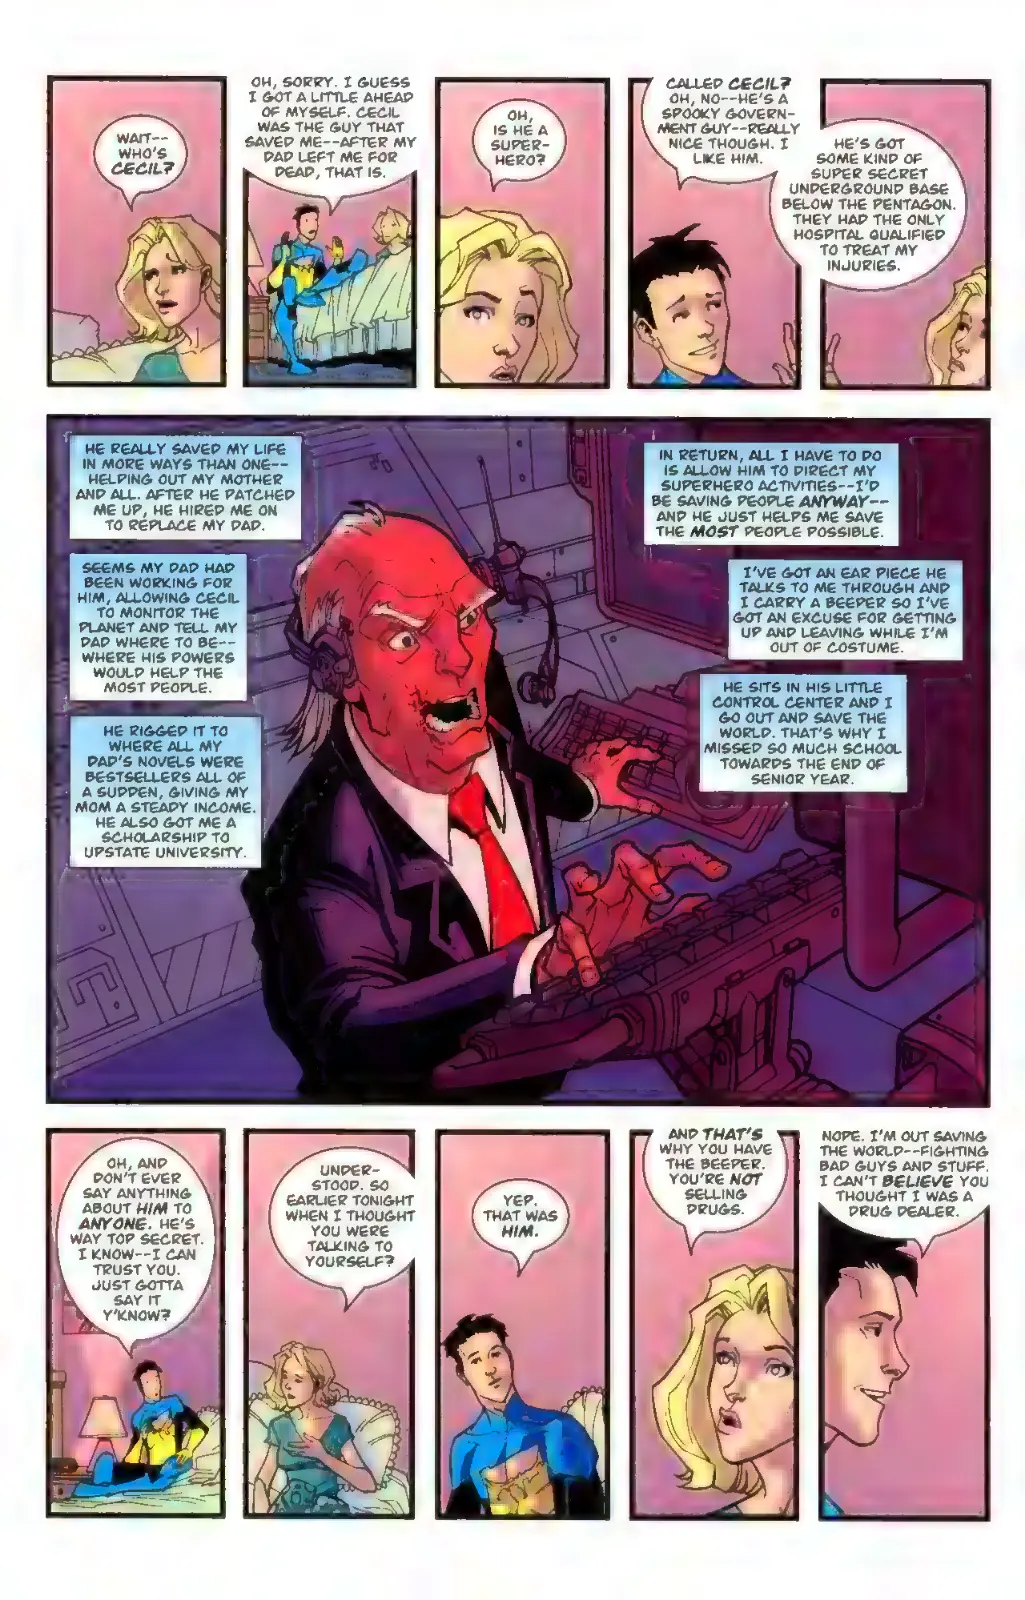 WAIT--
WHO'S
CECIL?
OH, SORRY. I GUESS
I GOT A LITTLE AHEAD
OF MYSELF. CECIL
WAS THE GUY THAT
SAVED ME--AFTER MY
DAD LEFT ME FOR
DEAD, THAT IS.
OH,
IS HE A
SUPER-
HERO?
CALLED CECIL?
OH, NO--HE'S A
SPOOKY GOVERN-
MENT GUY--REALLY
NICE THOUGH. I
LIKE HIM.
HE'S GOT
SOME KIND OF
SUPER SECRET
UNDERGROUND BASE
BELOW THE PENTAGON.
THEY HAD THE ONLY
HOSPITAL QUALIFIED
TO TREAT MY
INJURIES.
HE REALLY SAVED MY LIFE
IN MORE WAYS THAN ONE--
HELPING OUT MY MOTHER
AND ALL. AFTER HE PATCHED
ME UP, HE HIRED ME ON
TO REPLACE MY DAD.
SEEMS MY DAD HAD
BEEN WORKING FOR
HIM, ALLOWING CECIL
TO MONITOR THE
PLANET AND TELL MY
DAD WHERE TO BE--
WHERE HIS POWERS
WOULD HELP THE
MOST PEOPLE.
HE RIGGED IT TO
WHERE ALL MY
DAD'S NOVELS WERE
BESTSELLERS ALL OF
A SUDDEN, GIVING MY
MOM A STEADY INCOME.
HE ALSO GOT ME A
SCHOLARSHIP TO
UPSTATE UNIVERSITY.
IN RETURN, ALL I HAVE TO DO
IS ALLOW HIM TO DIRECT MY
SUPERHERO ACTIVITIES--I'D
BE SAVING PEOPLE ANYWAY--
AND HE JUST HELPS ME SAVE
THE MOST PEOPLE POSSIBLE.
I'VE GOT AN EAR PIECE HE
TALKS TO ME THROUGH AND
I CARRY A BEEPER SO I'VE
GOT AN EXCUSE FOR GETTING
UP AND LEAVING WHILE I'M
OUT OF COSTUME.
HE SITS IN HIS LITTLE
CONTROL CENTER AND I
GO OUT AND SAVE THE
WORLD. THAT'S WHY I
MISSED SO MUCH SCHOOL
TOWARDS THE END OF
SENIOR YEAR.
OH, AND
DON'T EVER
SAY ANYTHING
ABOUT HIM TO
ANYONE. HE'S
WAY TOP SECRET.
I KNOW--I CAN
TRUST YOU.
JUST GOTTA
SAY IT
Y'KNOW?
UNDER-
STOOD. SO
EARLIER TONIGHT
WHEN I THOUGHT
YOU WERE
TALKING TO
YOURSELF?
YEP.
THAT WAS
HIM.
AND THAT'S
WHY YOU HAVE
THE BEEPER.
YOU'RE NOT
SELLING
DRUGS.
NOPE. I'M OUT SAVING
THE WORLD--FIGHTING
BAD GUYS AND STUFF.
I CAN'T BELIEVE YOU
THOUGHT I WAS A
DRUG DEALER.